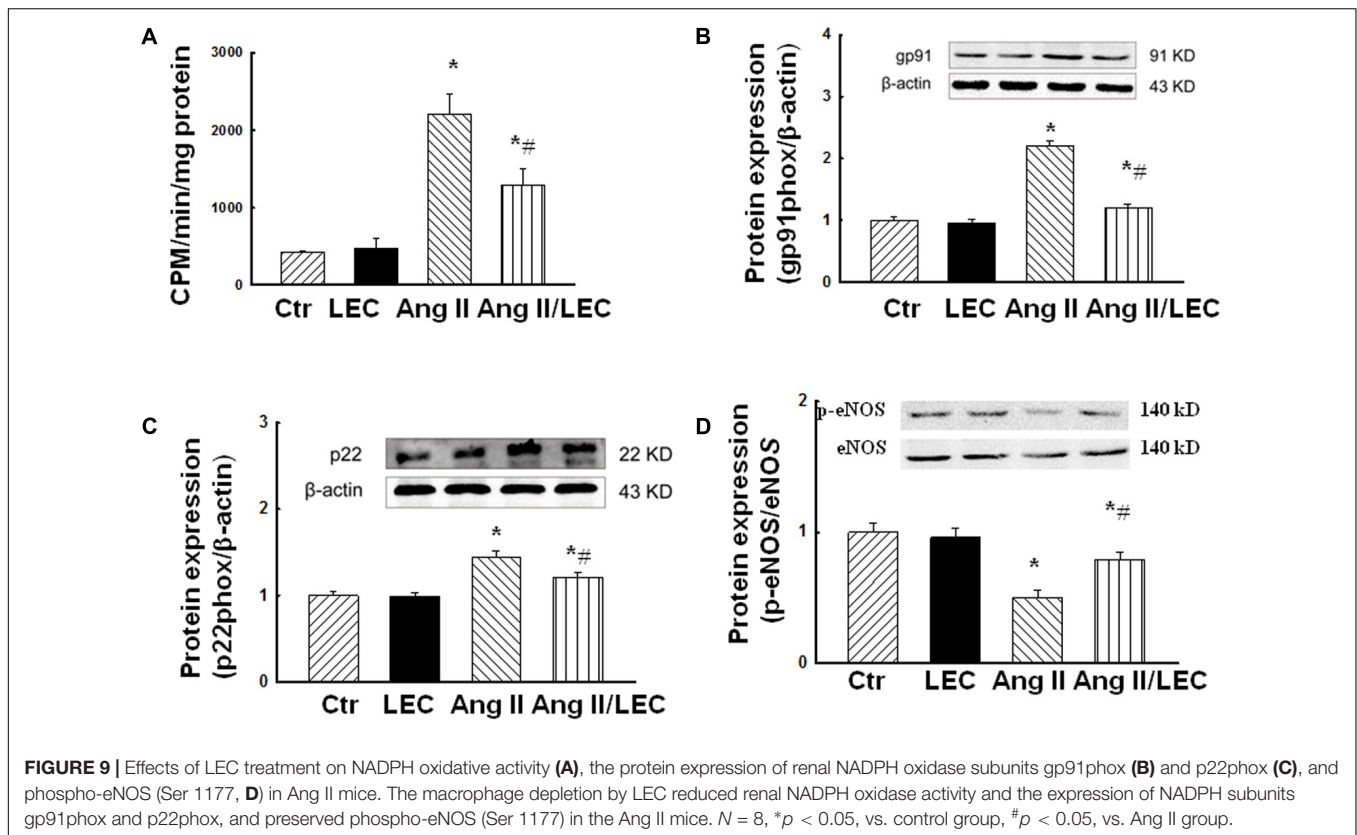 A
CPM/min/mg protein
3000
2000
1000
0
*
*#
Ctr LEC Ang II Ang II/LEC
B
Protein expression
(gp91phox/β-actin)
4
3
2
1
0
gp91 91 KD
β-actin 43 KD
*
*#
Ctr LEC Ang II Ang II/LEC
C
Protein expression
(p22phox/β-actin)
3
2
1
0
p22 22 KD
β-actin 43 KD
*
*#
Ctr LEC Ang II Ang II/LEC
D
Protein expression
(p-eNOS/eNOS)
2
1
0
p-eNOS 140 kD
eNOS 140 kD
*
*#
Ctr LEC Ang II Ang II/LEC
FIGURE 9 | Effects of LEC treatment on NADPH oxidative activity (A), the protein expression of renal NADPH oxidase subunits gp91phox (B) and p22phox (C), and
phospho-eNOS (Ser 1177, D) in Ang II mice. The macrophage depletion by LEC reduced renal NADPH oxidase activity and the expression of NADPH subunits
gp91phox and p22phox, and preserved phospho-eNOS (Ser 1177) in the Ang II mice. N = 8, *p < 0.05, vs. control group, #p < 0.05, vs. Ang II group.